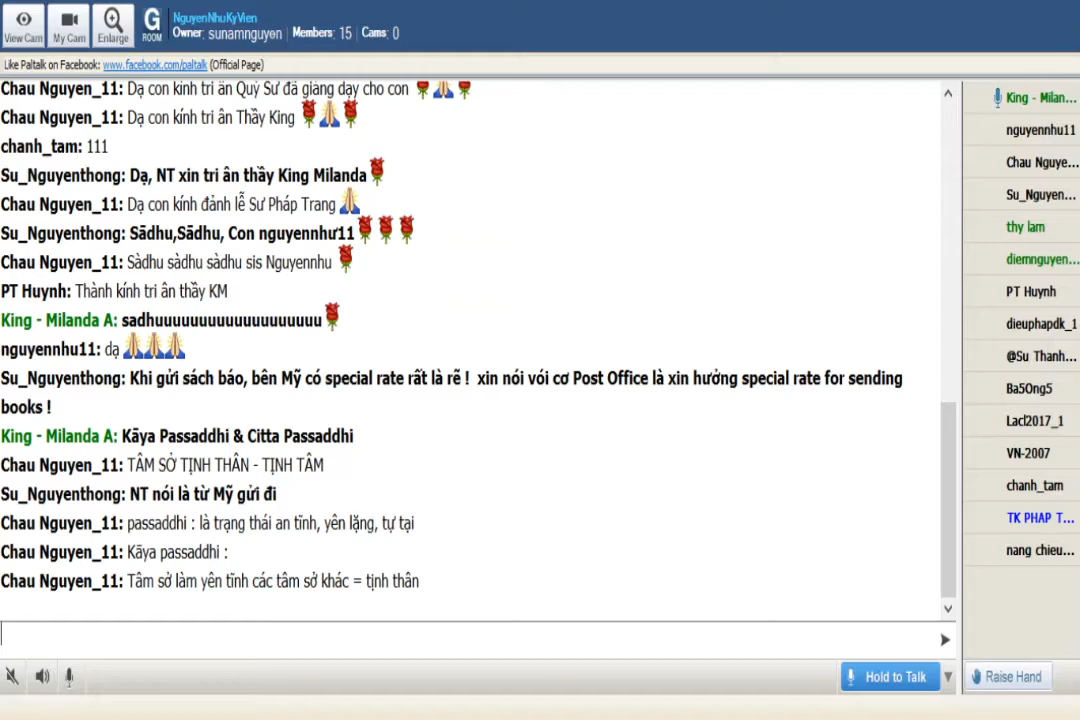 View Cam My Cam Enlarge G ROOM
NguyenNhuKyVien
Owner: sunamnguyen | Members: 15 | Cams: 0
Like Paltalk on Facebook: www.facebook.com/paltalk (Official Page)
Chau Nguyen_11: Dạ con kính tri ân Quý Sư đã giảng dạy cho con
Chau Nguyen_11: Dạ con kính tri ân Thầy King
chanh_tam: 111
Su_Nguyenthong: Dạ, NT xin tri ân thầy King Milanda
Chau Nguyen_11: Dạ con kính đảnh lễ Sư Pháp Trang
Su_Nguyenthong: Sādhu,Sādhu, Con nguyennhư11
Chau Nguyen_11: Sàdhu sàdhu sàdhu sis Nguyennhu
PT Huynh: Thành kính tri ân thầy KM
King - Milanda A: sadhuuuuuuuuuuuuuuuuuuu
nguyennhu11: dạ
Su_Nguyenthong: Khi gửi sách báo, bên Mỹ có special rate rất là rẽ ! xin nói vói cơ Post Office là xin hưởng special rate for sending
books !
King - Milanda A: Kāya Passaddhi & Citta Passaddhi
Chau Nguyen_11: TÂM SỞ TỊNH THÂN - TỊNH TÂM
Su_Nguyenthong: NT nói là từ Mỹ gửi đi
Chau Nguyen_11: passaddhi : là trạng thái an tĩnh, yên lặng, tự tại
Chau Nguyen_11: Kāya passaddhi :
Chau Nguyen_11: Tâm sở làm yên tĩnh các tâm sở khác = tịnh thân
Hold to Talk
King - Milan...
nguyennhu11
Chau Nguye...
Su_Nguyen...
thy lam
diemnguyen...
PT Huynh
dieuphapdk_1
@Su Thanh...
Ba5Ong5
Lacl2017_1
VN-2007
chanh_tam
TK PHAP T...
nang chieu...
Raise Hand